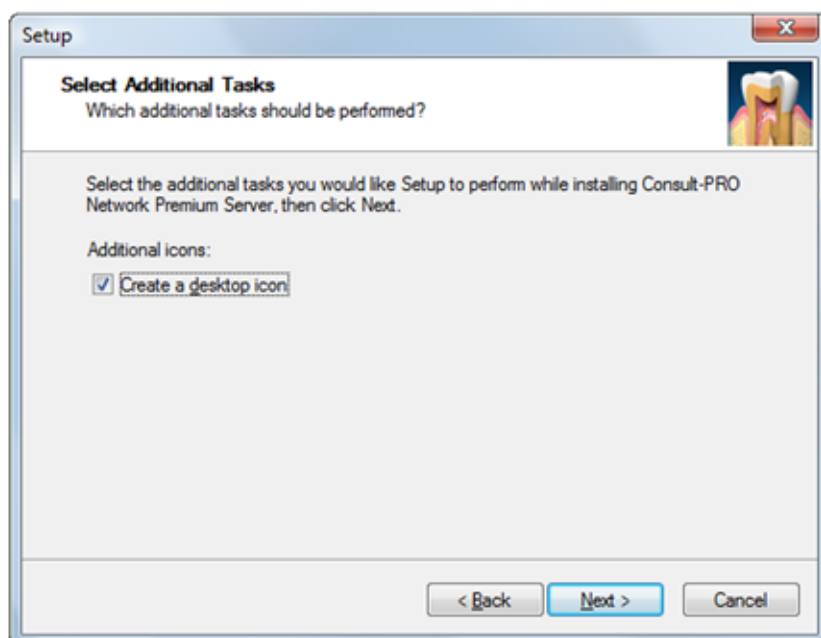 Setup
Select Additional Tasks
Which additional tasks should be performed?
Select the additional tasks you would like Setup to perform while installing Consult-PRO
Network Premium Server, then click Next.
Additional icons:
Create a desktop icon
< Back
Next >
Cancel